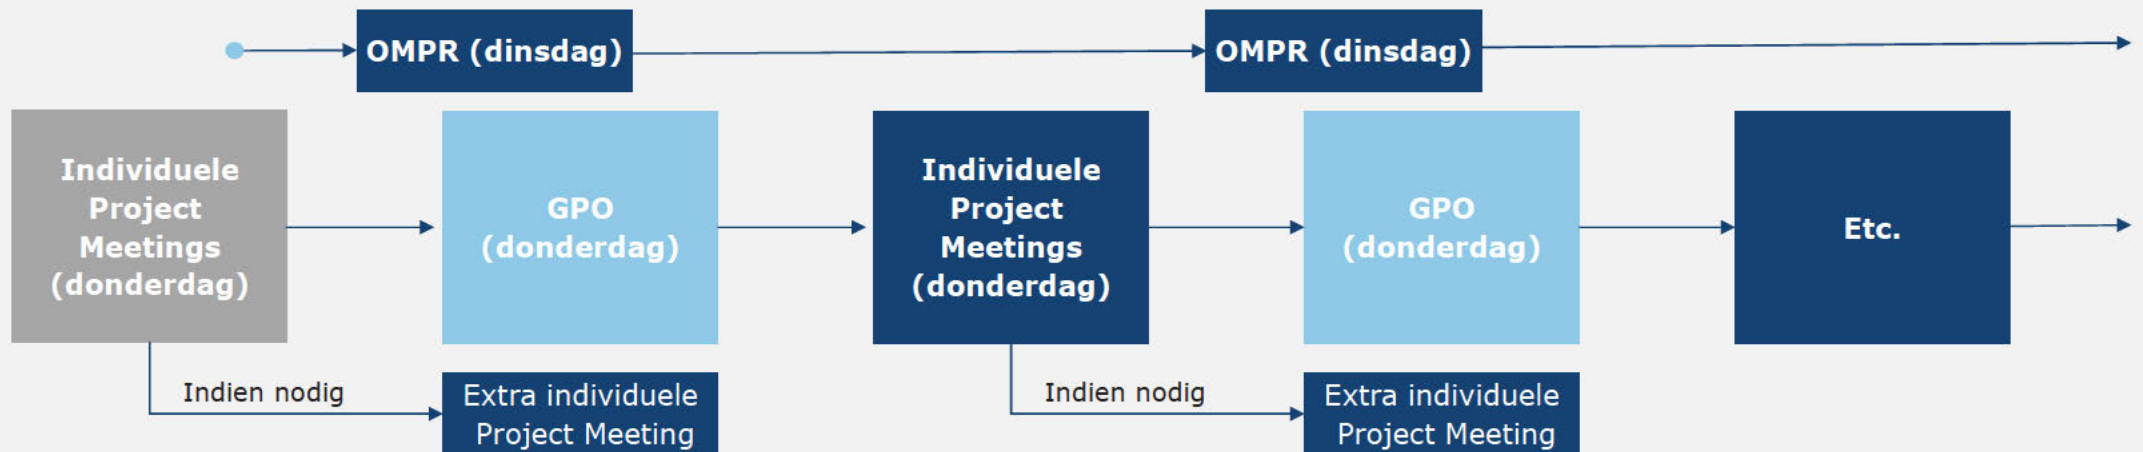 OMPR (dinsdag)
OMPR (dinsdag)
Individuele
Project
Meetings
(donderdag)
GPO
(donderdag)
Individuele
Project
Meetings
(donderdag)
GPO
(donderdag)
Etc.
Indien nodig
Extra individuele
Project Meeting
Indien nodig
Extra individuele
Project Meeting